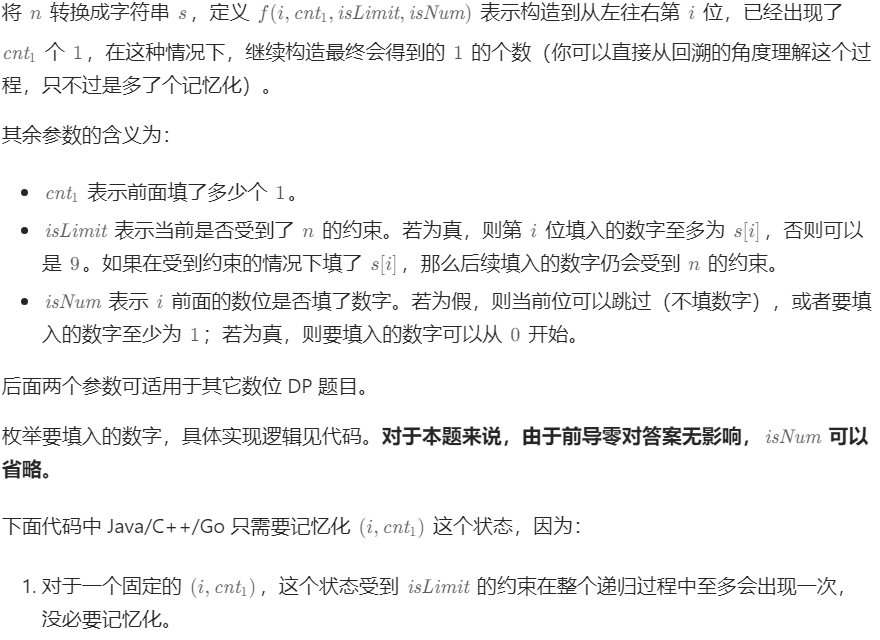 将 n 转换成字符串 s，定义 f(i, cnt₁, isLimit, isNum) 表示构造到从左往右第 i 位，已经出现了
cnt₁ 个 1，在这种情况下，继续构造最终会得到的 1 的个数（你可以直接从回溯的角度理解这个过
程，只不过是多了个记忆化）。
其余参数的含义为：
• cnt₁ 表示前面填了多少个 1。
• isLimit 表示当前是否受到了 n 的约束。若为真，则第 i 位填入的数字至多为 s[i]，否则可以
是 9。如果在受到约束的情况下填了 s[i]，那么后续填入的数字仍会受到 n 的约束。
• isNum 表示 i 前面的数位是否填了数字。若为假，则当前位可以跳过（不填数字），或者要填
入的数字至少为 1；若为真，则要填入的数字可以从 0 开始。
后面两个参数可适用于其它数位 DP 题目。
枚举要填入的数字，具体实现逻辑见代码。对于本题来说，由于前导零对答案无影响，isNum 可以
省略。
下面代码中 Java/C++/Go 只需要记忆化 (i, cnt₁) 这个状态，因为：
1. 对于一个固定的 (i, cnt₁)，这个状态受到 isLimit 的约束在整个递归过程中至多会出现一次，
没必要记忆化。